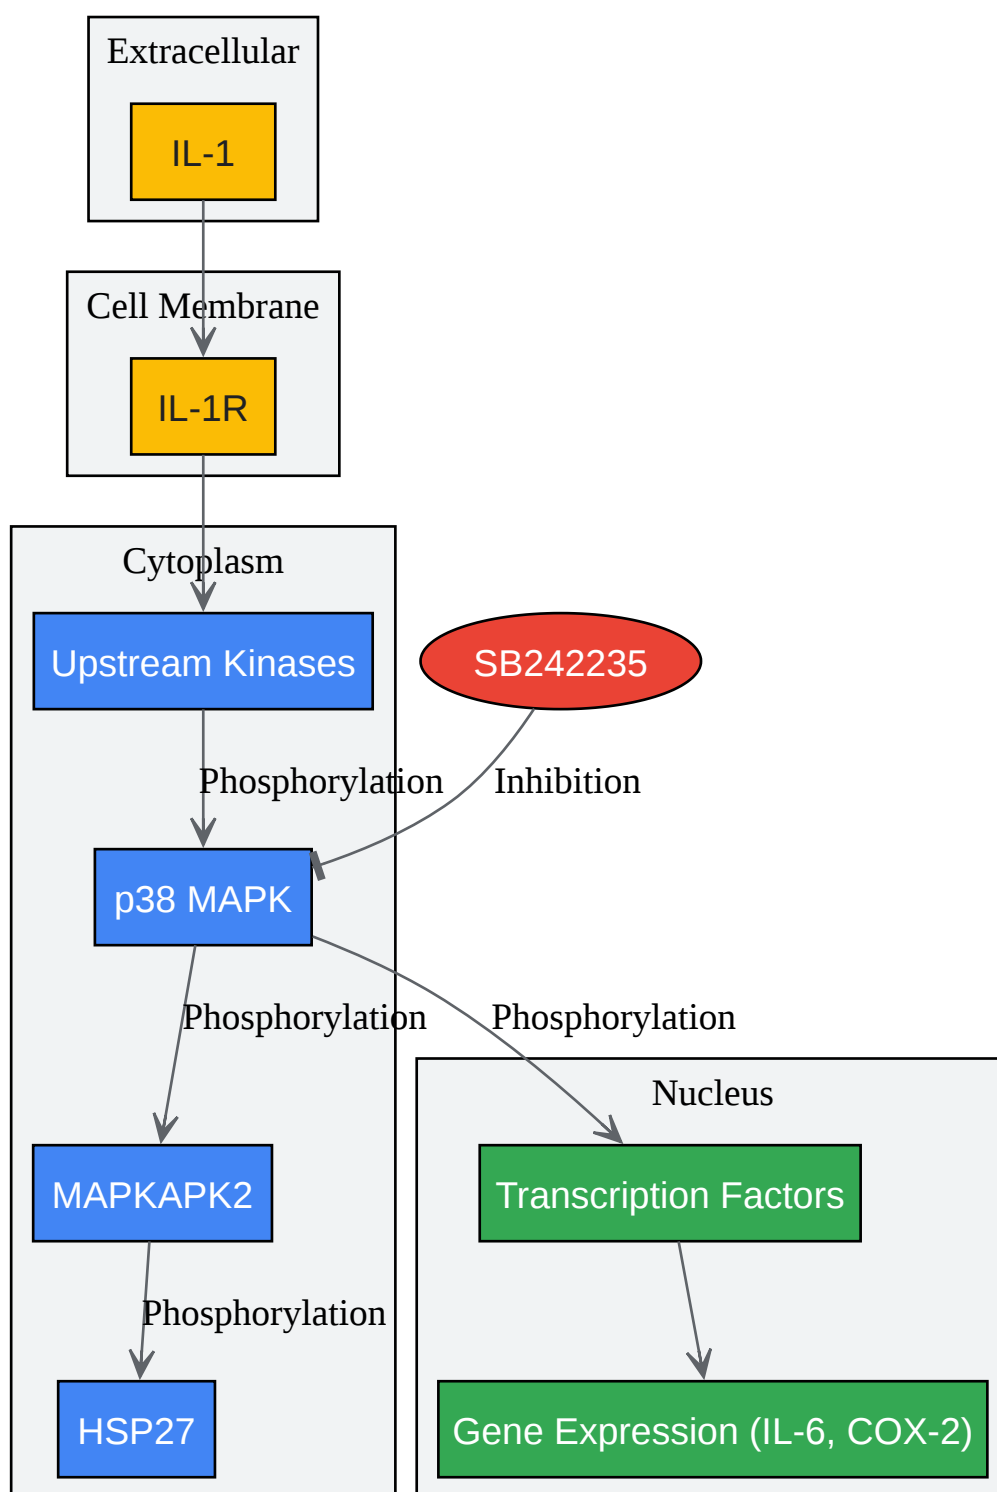 Extracellular
IL-1
Cell Membrane
IL-1R
Cytoplasm
Upstream Kinases
SB242235
Phosphorylation
Inhibition
p38 MAPK
Phosphorylation
Phosphorylation
Nucleus
MAPKAPK2
Transcription Factors
Phosphorylation
HSP27
Gene Expression (IL-6, COX-2)